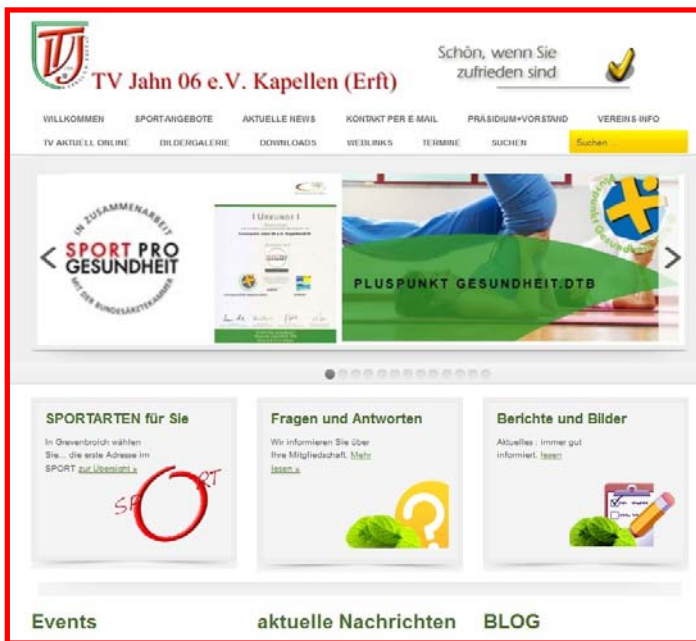 TVJ
TV Jahn 06 e.V. Kapellen (Erft)
Schön, wenn Sie
zufrieden sind
WILLKOMMEN SPORTANGEBOTE AKTUELLE NEWS KONTAKT PER E-MAIL PRÄSIDIUM+VORSTAND VEREINS-INFO
TV AKTUELL ONLINE BILDERGALERIE DOWNLOADS WEBLINKS TERMINE SUCHEN Suchen ...
IN ZUSAMMENARBEIT
SPORT PRO
GESUNDHEIT
MIT DER BUNDESÄRZTEKAMMER
URKUNDE
PLUSPUNKT GESUNDHEIT.DTB
SPORTARTEN für Sie
In Grevenbroich wählen
Sie... die erste Adresse im
SPORT zur Übersicht »
SPORT
Fragen und Antworten
Wir informieren Sie über
Ihre Mitgliedschaft. Mehr
lesen »
Berichte und Bilder
Aktuelles : immer gut
informiert. lesen
Events
aktuelle Nachrichten
BLOG